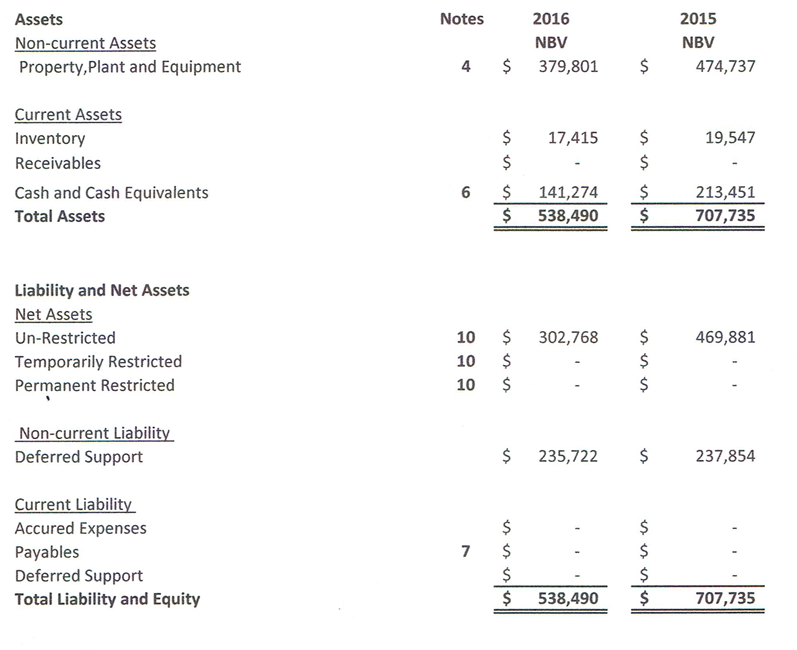 Assets Notes 2016 2015
Non-current Assets NBV NBV
Property,Plant and Equipment 4 $ 379,801 $ 474,737
Current Assets
Inventory $ 17,415 $ 19,547
Receivables $ - $ -
Cash and Cash Equivalents 6 $ 141,274 $ 213,451
Total Assets $ 538,490 $ 707,735
Liability and Net Assets
Net Assets
Un-Restricted 10 $ 302,768 $ 469,881
Temporarily Restricted 10 $ - $ -
Permanent Restricted 10 $ - $ -
Non-current Liability
Deferred Support $ 235,722 $ 237,854
Current Liability
Accured Expenses $ - $ -
Payables 7 $ - $ -
Deferred Support $ - $ -
Total Liability and Equity $ 538,490 $ 707,735